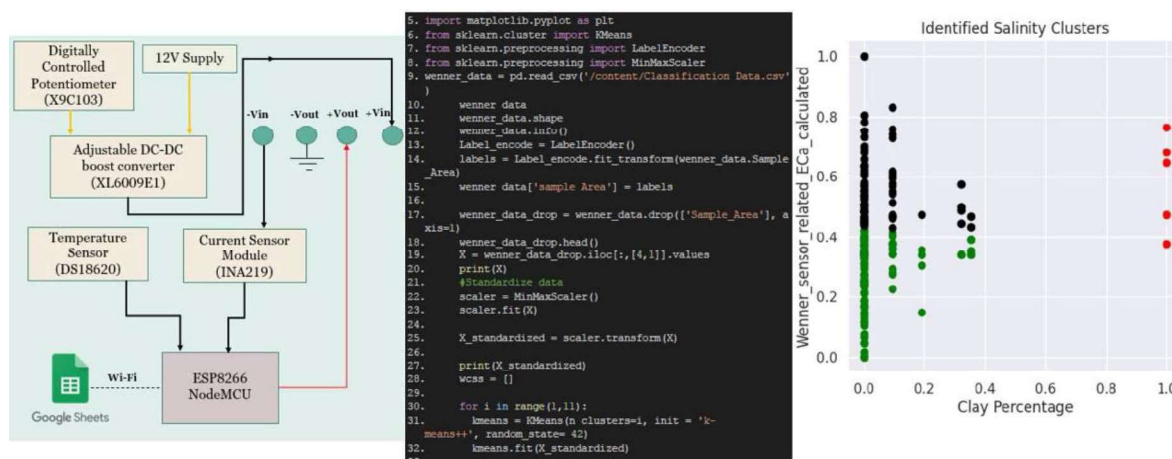 Digitally
Controlled
Potentiometer
(X9C103)
12V Supply
-Vin
-Vout
+Vout
+Vin
Adjustable DC-DC
boost converter
(XL6009E1)
Temperature
Sensor
(DS18620)
Current Sensor
Module
(INA219)
Wi-Fi
ESP8266
NodeMCU
Google Sheets
5. import matplotlib.pyplot as plt
6. from sklearn.cluster import KMeans
7. from sklearn.preprocessing import LabelEncoder
8. from sklearn.preprocessing import MinMaxScaler
9. wenner_data = pd.read_csv('/content/Classification Data.csv'
)
10. wenner data
11. wenner_data.shape
12. wenner_data.info()
13. Label_encode = LabelEncoder()
14. labels = Label_encode.fit_transform(wenner_data.Sample
_Area)
15. wenner data['sample Area'] = labels
16.
17. wenner_data_drop = wenner_data.drop(['Sample_Area'], a
xis=1)
18. wenner_data_drop.head()
19. X = wenner_data_drop.iloc[:,[4,1]].values
20. print(X)
21. #Standardize data
22. scaler = MinMaxScaler()
23. scaler.fit(X)
24.
25. X_standardized = scaler.transform(X)
26.
27. print(X_standardized)
28. wcss = []
29.
30. for i in range(1,11):
31. kmeans = KMeans(n clusters=i, init = 'k-
means++', random_state= 42)
32. kmeans.fit(X_standardized)
Identified Salinity Clusters
Wenner_sensor_related_ECa_calculated
1.0
0.8
0.6
0.4
0.2
0.0
0.0 0.2 0.4 0.6 0.8 1.0
Clay Percentage